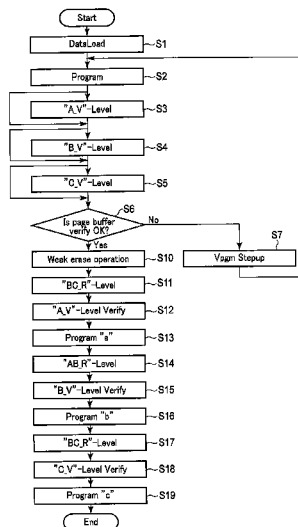 Start
DataLoad
S1
Program
S2
"A_V"-Level
S3
"B_V"-Level
S4
"C_V"-Level
S5
S6
Is page buffer
verify OK?
No
Yes
S7
Vpgm Stepup
Weak erase operation
S10
"BC_R"-Level
S11
"A_V"-Level Verify
S12
Program "a"
S13
"AB_R"-Level
S14
"B_V"-Level Verify
S15
Program "b"
S16
"BC_R"-Level
S17
"C_V"-Level Verify
S18
Program "c"
S19
End